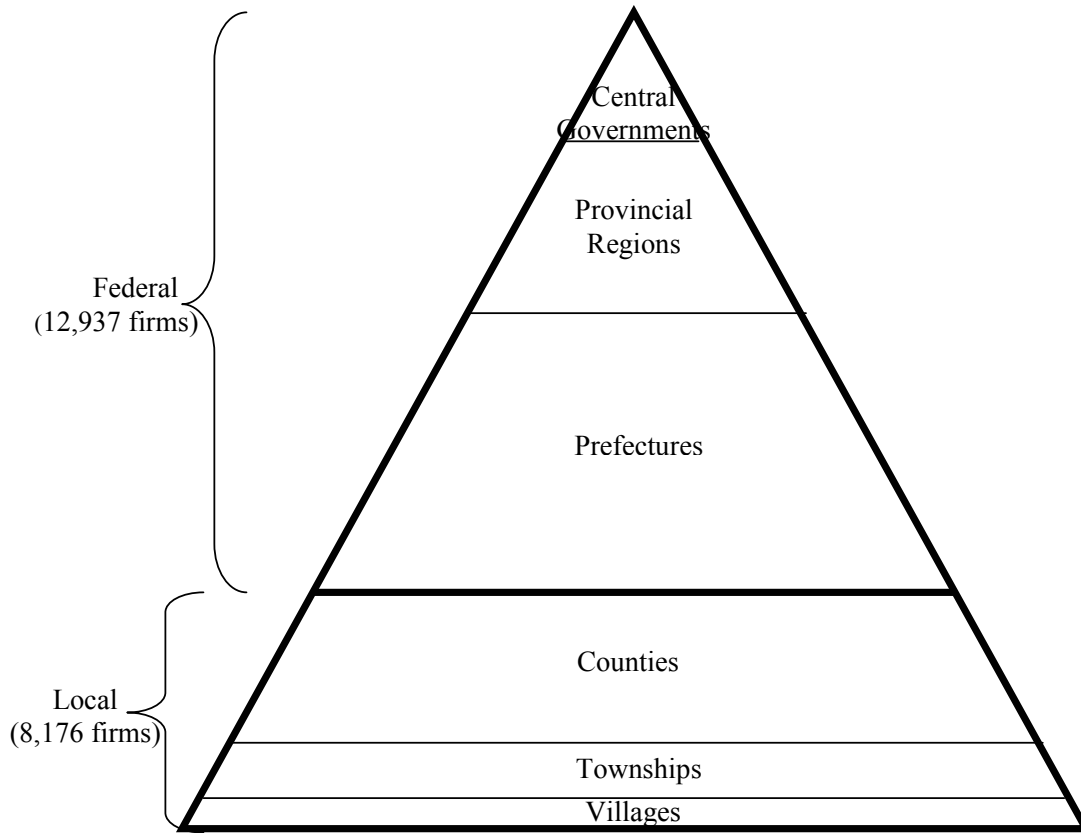 Central
Governments
Provincial
Regions
Federal
(12,937 firms)
Prefectures
Counties
Local
(8,176 firms)
Townships
Villages